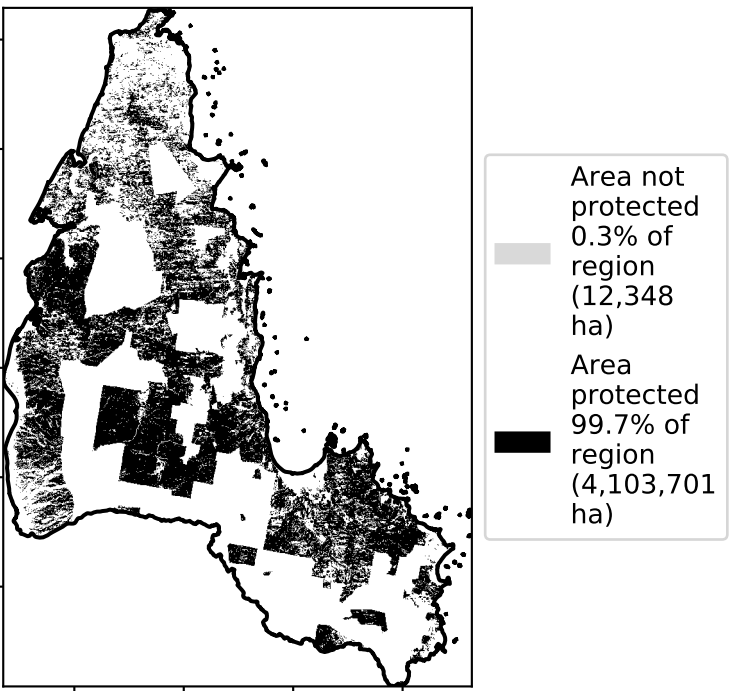 Area not
protected
0.3% of
region
(12,348
ha)
Area
protected
99.7% of
region
(4,103,701
ha)